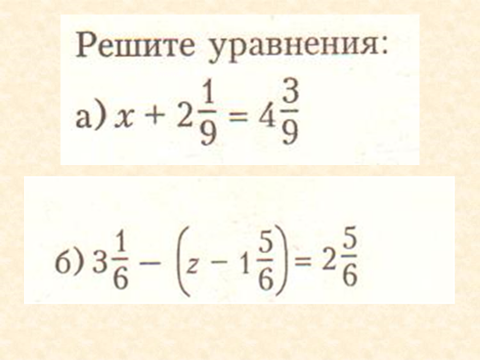 Решите уравнения:
а) x + 2 1/9 = 4 3/9
б) 3 1/6 − (z − 1 5/6) = 2 5/6